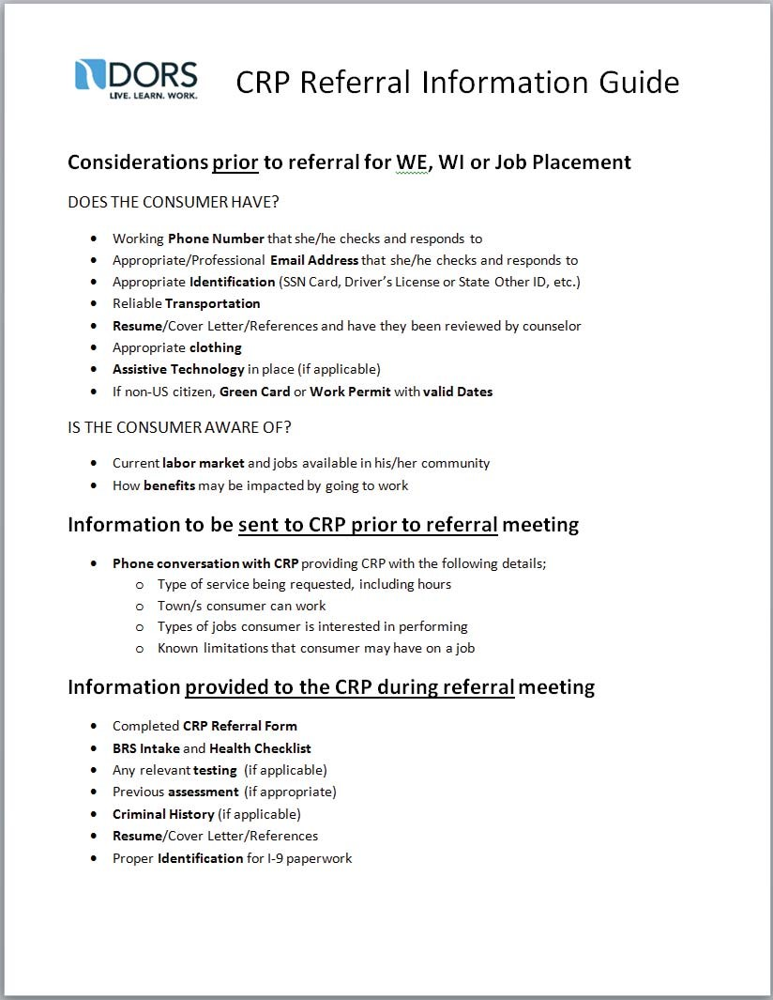 DORS
LIVE. LEARN. WORK.
CRP Referral Information Guide
Considerations prior to referral for WE, WI or Job Placement
DOES THE CONSUMER HAVE?
• Working Phone Number that she/he checks and responds to
• Appropriate/Professional Email Address that she/he checks and responds to
• Appropriate Identification (SSN Card, Driver's License or State Other ID, etc.)
• Reliable Transportation
• Resume/Cover Letter/References and have they been reviewed by counselor
• Appropriate clothing
• Assistive Technology in place (if applicable)
• If non-US citizen, Green Card or Work Permit with valid Dates
IS THE CONSUMER AWARE OF?
• Current labor market and jobs available in his/her community
• How benefits may be impacted by going to work
Information to be sent to CRP prior to referral meeting
• Phone conversation with CRP providing CRP with the following details;
o Type of service being requested, including hours
o Town/s consumer can work
o Types of jobs consumer is interested in performing
o Known limitations that consumer may have on a job
Information provided to the CRP during referral meeting
• Completed CRP Referral Form
• BRS Intake and Health Checklist
• Any relevant testing (if applicable)
• Previous assessment (if appropriate)
• Criminal History (if applicable)
• Resume/Cover Letter/References
• Proper Identification for I-9 paperwork